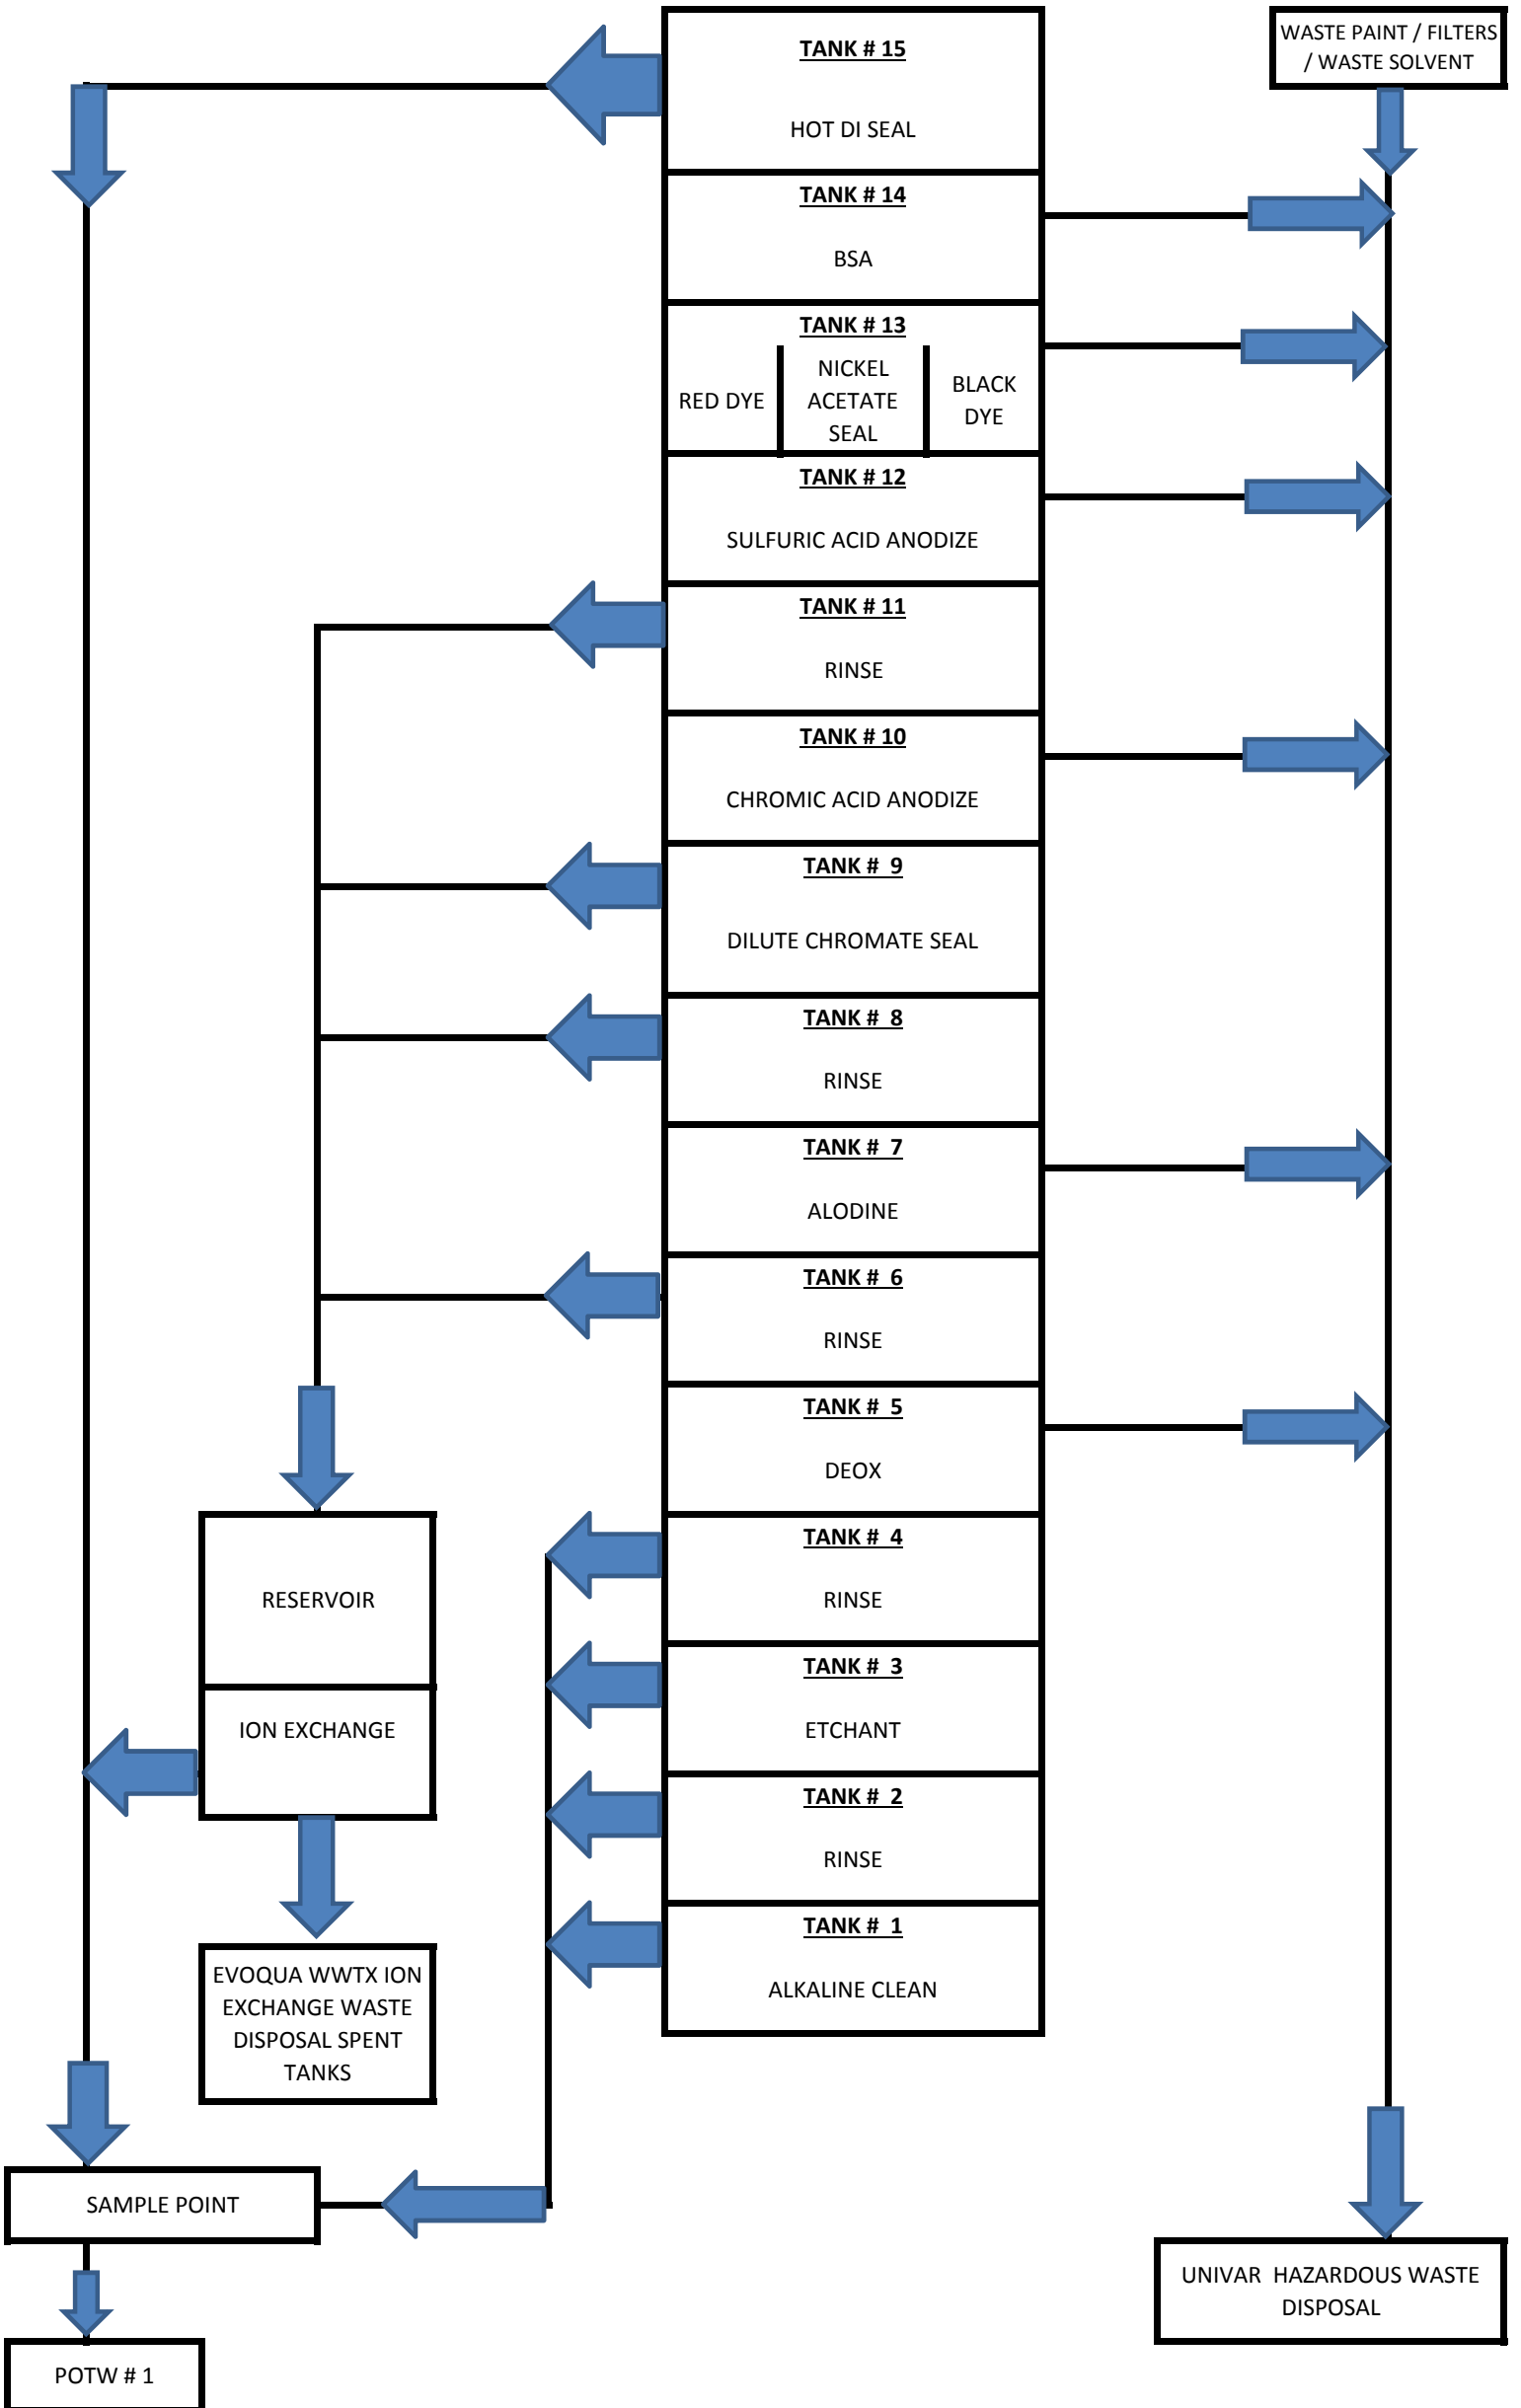 TANK # 15
HOT DI SEAL
WASTE PAINT / FILTERS
/ WASTE SOLVENT
TANK # 14
BSA
TANK # 13
RED DYE
NICKEL
ACETATE
SEAL
BLACK
DYE
TANK # 12
SULFURIC ACID ANODIZE
TANK # 11
RINSE
TANK # 10
CHROMIC ACID ANODIZE
TANK # 9
DILUTE CHROMATE SEAL
TANK # 8
RINSE
TANK # 7
ALODINE
TANK # 6
RINSE
TANK # 5
DEOX
TANK # 4
RINSE
TANK # 3
ETCHANT
TANK # 2
RINSE
TANK # 1
ALKALINE CLEAN
RESERVOIR
ION EXCHANGE
EVOQUA WWTX ION
EXCHANGE WASTE
DISPOSAL SPENT
TANKS
SAMPLE POINT
POTW # 1
UNIVAR HAZARDOUS WASTE
DISPOSAL